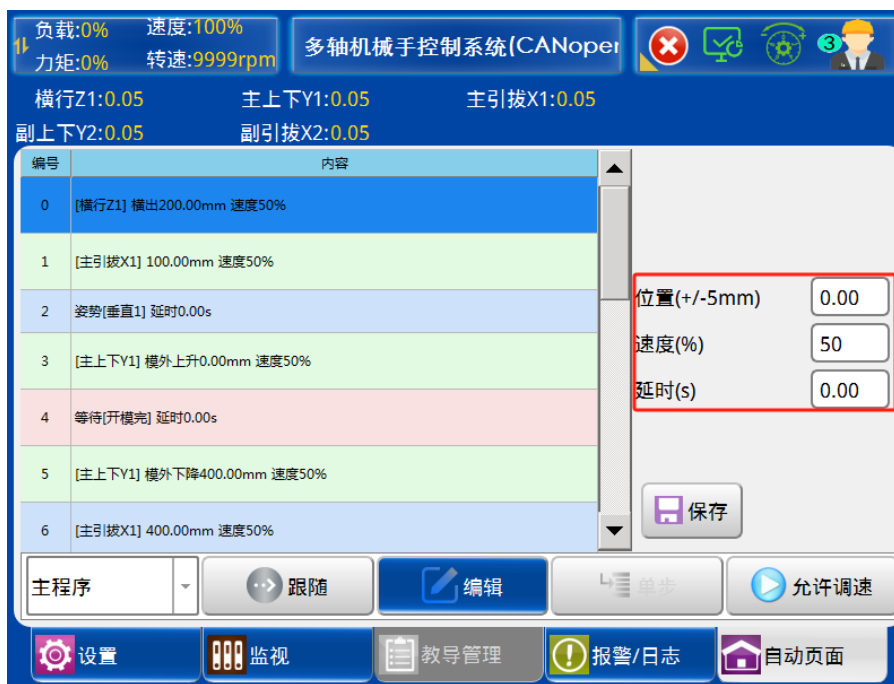 负载:0% 速度:100%
力矩:0% 转速:9999rpm
多轴机械手控制系统(CANoper
3
横行Z1:0.05 主上下Y1:0.05 主引拔X1:0.05
副上下Y2:0.05 副引拔X2:0.05
编号 内容
0 [横行Z1] 横出200.00mm 速度50%
1 [主引拔X1] 100.00mm 速度50%
2 姿势[垂直1] 延时0.00s
3 [主上下Y1] 模外上升0.00mm 速度50%
4 等待[开模完] 延时0.00s
5 [主上下Y1] 模外下降400.00mm 速度50%
6 [主引拔X1] 400.00mm 速度50%
位置(+/-5mm) 0.00
速度(%) 50
延时(s) 0.00
保存
主程序 跟随 编辑 单步 允许调速
设置 监视 教导管理 报警/日志 自动页面